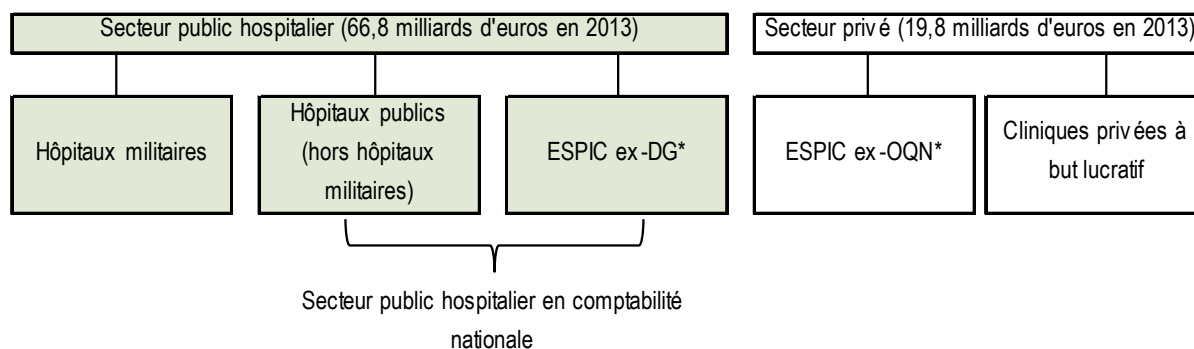 Secteur public hospitalier (66,8 milliards d'euros en 2013)
Secteur privé (19,8 milliards d'euros en 2013)
Hôpitaux militaires
Hôpitaux publics
(hors hôpitaux
militaires)
ESPIC ex-DG*
ESPIC ex-OQN*
Cliniques privées à
but lucratif
Secteur public hospitalier en comptabilité
nationale